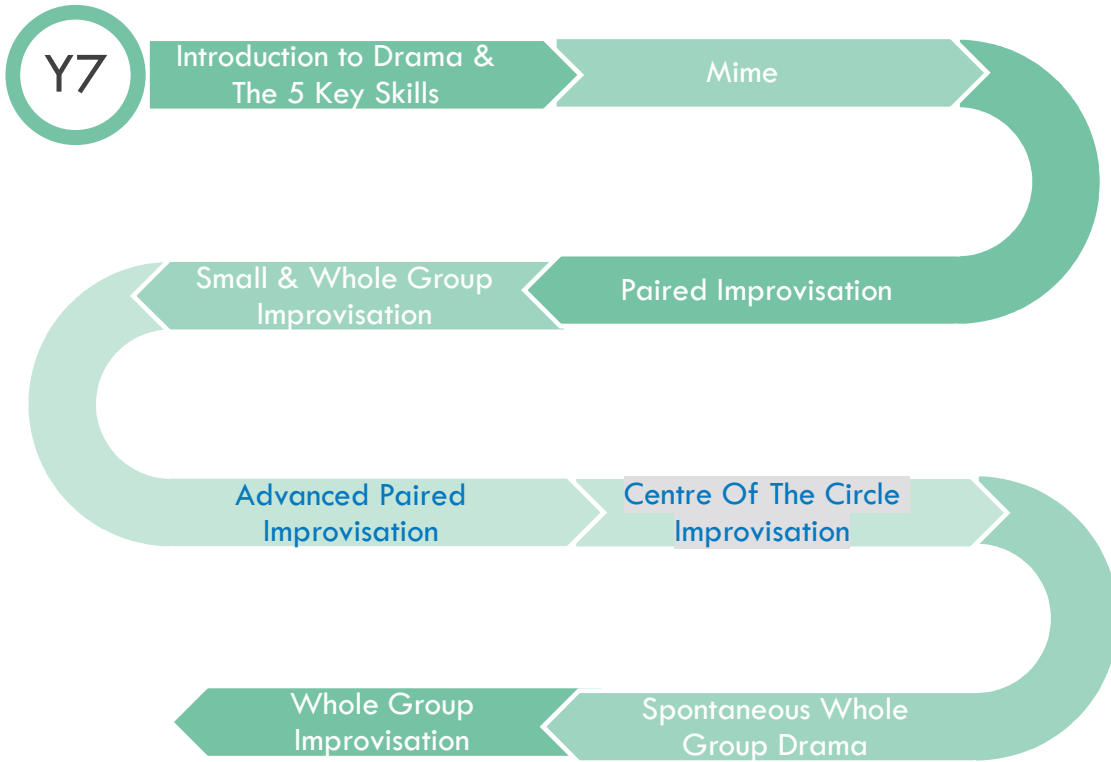 Y7
Introduction to Drama &
The 5 Key Skills
Mime
Paired Improvisation
Small & Whole Group
Improvisation
Advanced Paired
Improvisation
Centre Of The Circle
Improvisation
Spontaneous Whole
Group Drama
Whole Group
Improvisation